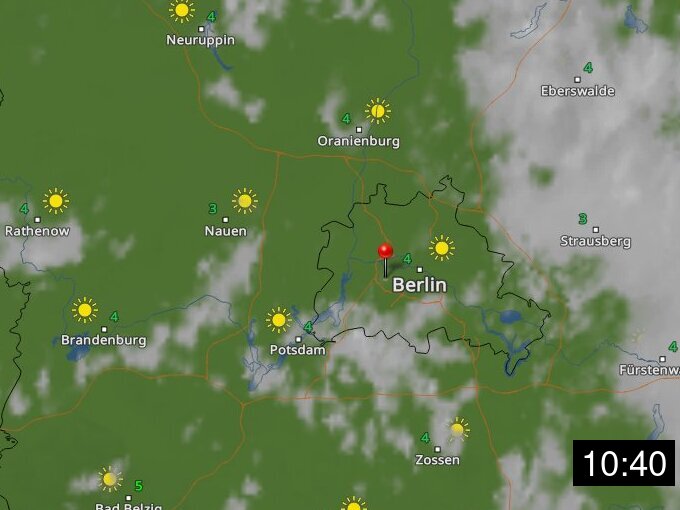 4
Neuruppin
4
Eberswalde
4
Oranienburg
4
Rathenow
3
Nauen
3
Strausberg
4
Berlin
4
Brandenburg
4
Potsdam
4
Fürstenwa
4
Zossen
10:40
5
Bad Belzig